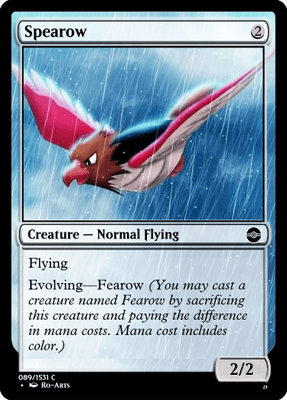 Spearow 2
Creature — Normal Flying
Flying
Evolving—Fearow (You may cast a
creature named Fearow by sacrificing
this creature and paying the difference
in mana costs. Mana cost includes
color.)
2/2
089/1531 C
• Ro-Arts